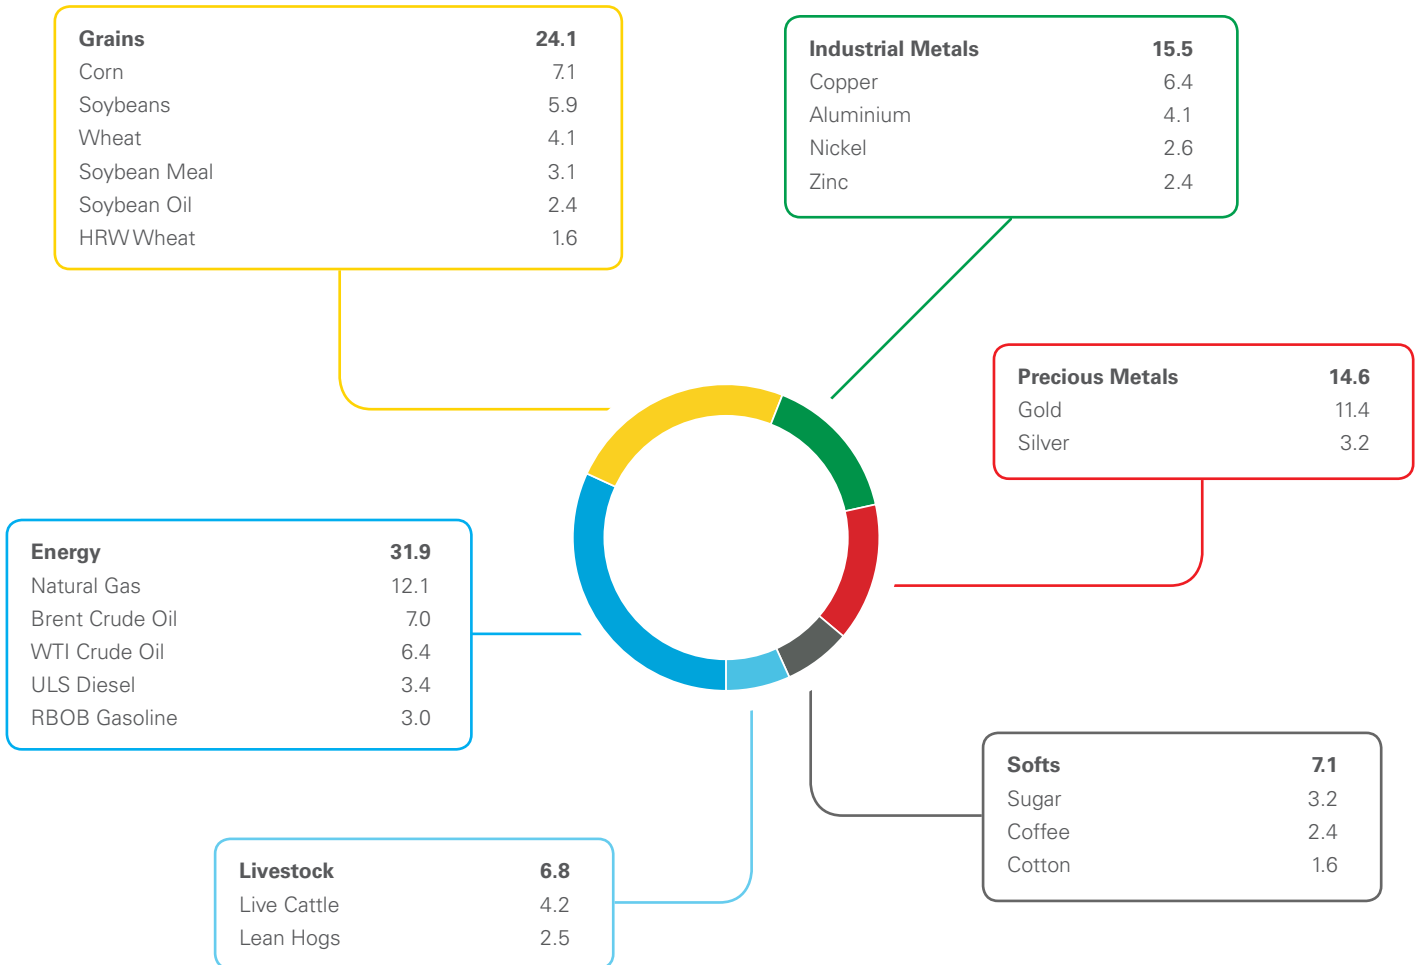 Grains 24.1
Corn 7.1
Soybeans 5.9
Wheat 4.1
Soybean Meal 3.1
Soybean Oil 2.4
HRW Wheat 1.6
Industrial Metals 15.5
Copper 6.4
Aluminium 4.1
Nickel 2.6
Zinc 2.4
Precious Metals 14.6
Gold 11.4
Silver 3.2
Energy 31.9
Natural Gas 12.1
Brent Crude Oil 7.0
WTI Crude Oil 6.4
ULS Diesel 3.4
RBOB Gasoline 3.0
Softs 7.1
Sugar 3.2
Coffee 2.4
Cotton 1.6
Livestock 6.8
Live Cattle 4.2
Lean Hogs 2.5